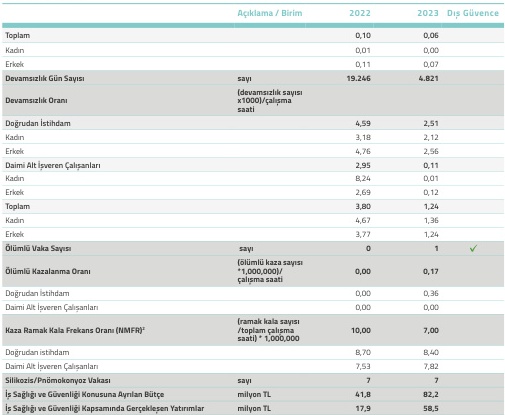 Açıklama / Birim 2022 2023 Dış Güvence
Toplam 0,10 0,06
Kadın 0,01 0,00
Erkek 0,11 0,07
Devamsızlık Gün Sayısı sayı 19.246 4.821
Devamsızlık Oranı (devamsızlık sayısı
x1000)/çalışma
saati
Doğrudan İstihdam 4,59 2,51
Kadın 3,18 2,12
Erkek 4,76 2,56
Daimi Alt İşveren Çalışanları 2,95 0,11
Kadın 8,24 0,01
Erkek 2,69 0,12
Toplam 3,80 1,24
Kadın 4,67 1,36
Erkek 3,77 1,24
Ölümlü Vaka Sayısı sayı 0 1 ✓
Ölümlü Kazalanma Oranı (ölümlü kaza sayısı
*1,000,000)/
çalışma saati 0,00 0,17
Doğrudan İstihdam 0,00 0,36
Daimi Alt İşveren Çalışanları 0,00 0,00
Kaza Ramak Kala Frekans Oranı (NMFR)² (ramak kala sayısı
/toplam çalışma
saati) * 1,000,000 10,00 7,00
Doğrudan istihdam 8,70 8,40
Daimi Alt İşveren Çalışanları 7,53 7,82
Silikozis/Pnömokonyoz Vakası sayı 7 7
İş Sağlığı ve Güvenliği Konusuna Ayrılan Bütçe milyon TL 41,8 82,2
İş Sağlığı ve Güvenliği Kapsamında Gerçekleşen Yatırımlar milyon TL 17,9 58,5